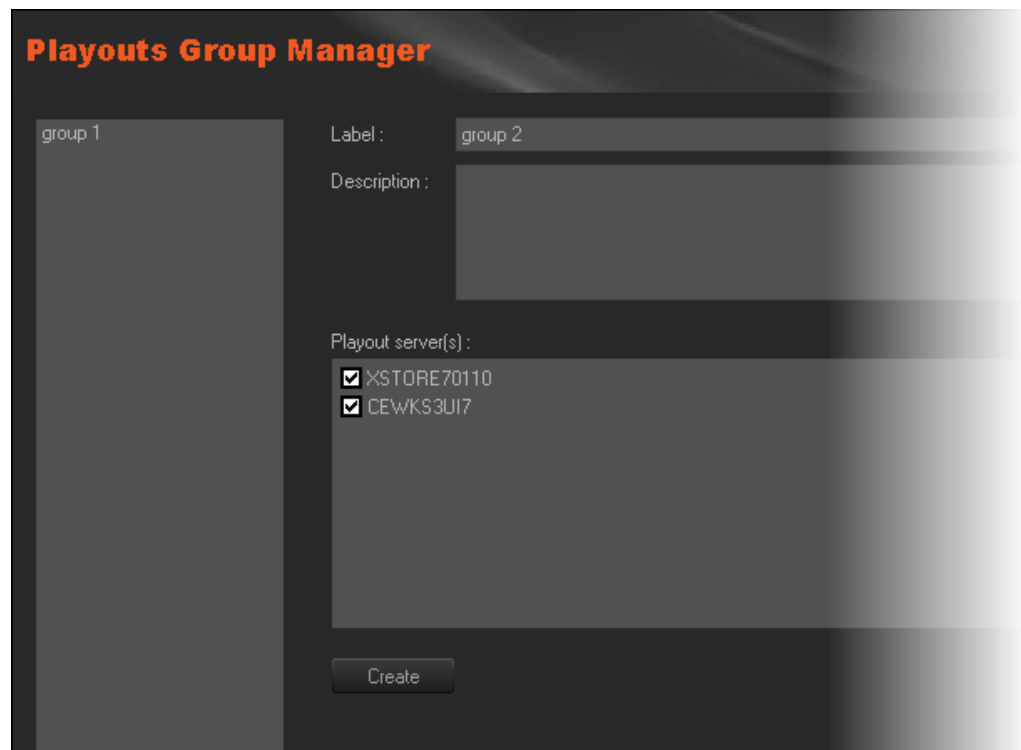 Playouts Group Manager
group 1
Label :
group 2
Description :
Playout server(s) :
XSTORE70110
CEWKS3UI7
Create